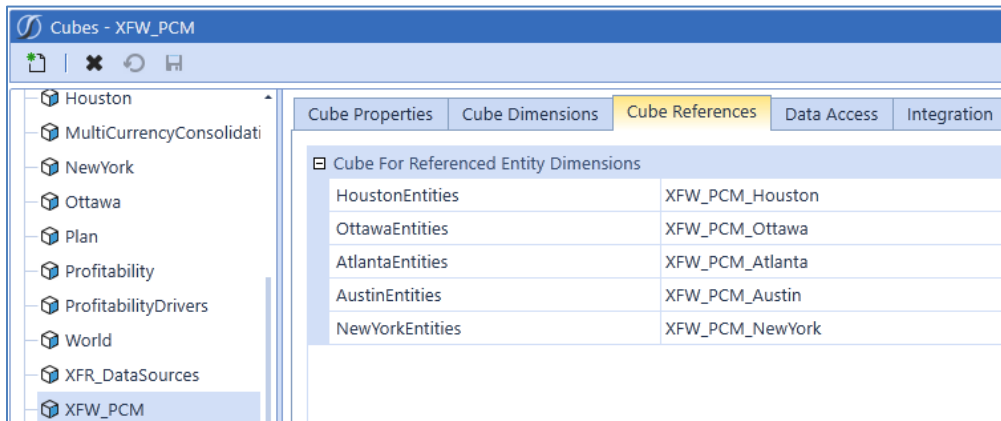 Cubes - XFW_PCM
Houston
MultiCurrencyConsolidati
NewYork
Ottawa
Plan
Profitability
ProfitabilityDrivers
World
XFR_DataSources
XFW_PCM
Cube Properties Cube Dimensions Cube References Data Access Integration
Cube For Referenced Entity Dimensions
HoustonEntities XFW_PCM_Houston
OttawaEntities XFW_PCM_Ottawa
AtlantaEntities XFW_PCM_Atlanta
AustinEntities XFW_PCM_Austin
NewYorkEntities XFW_PCM_NewYork